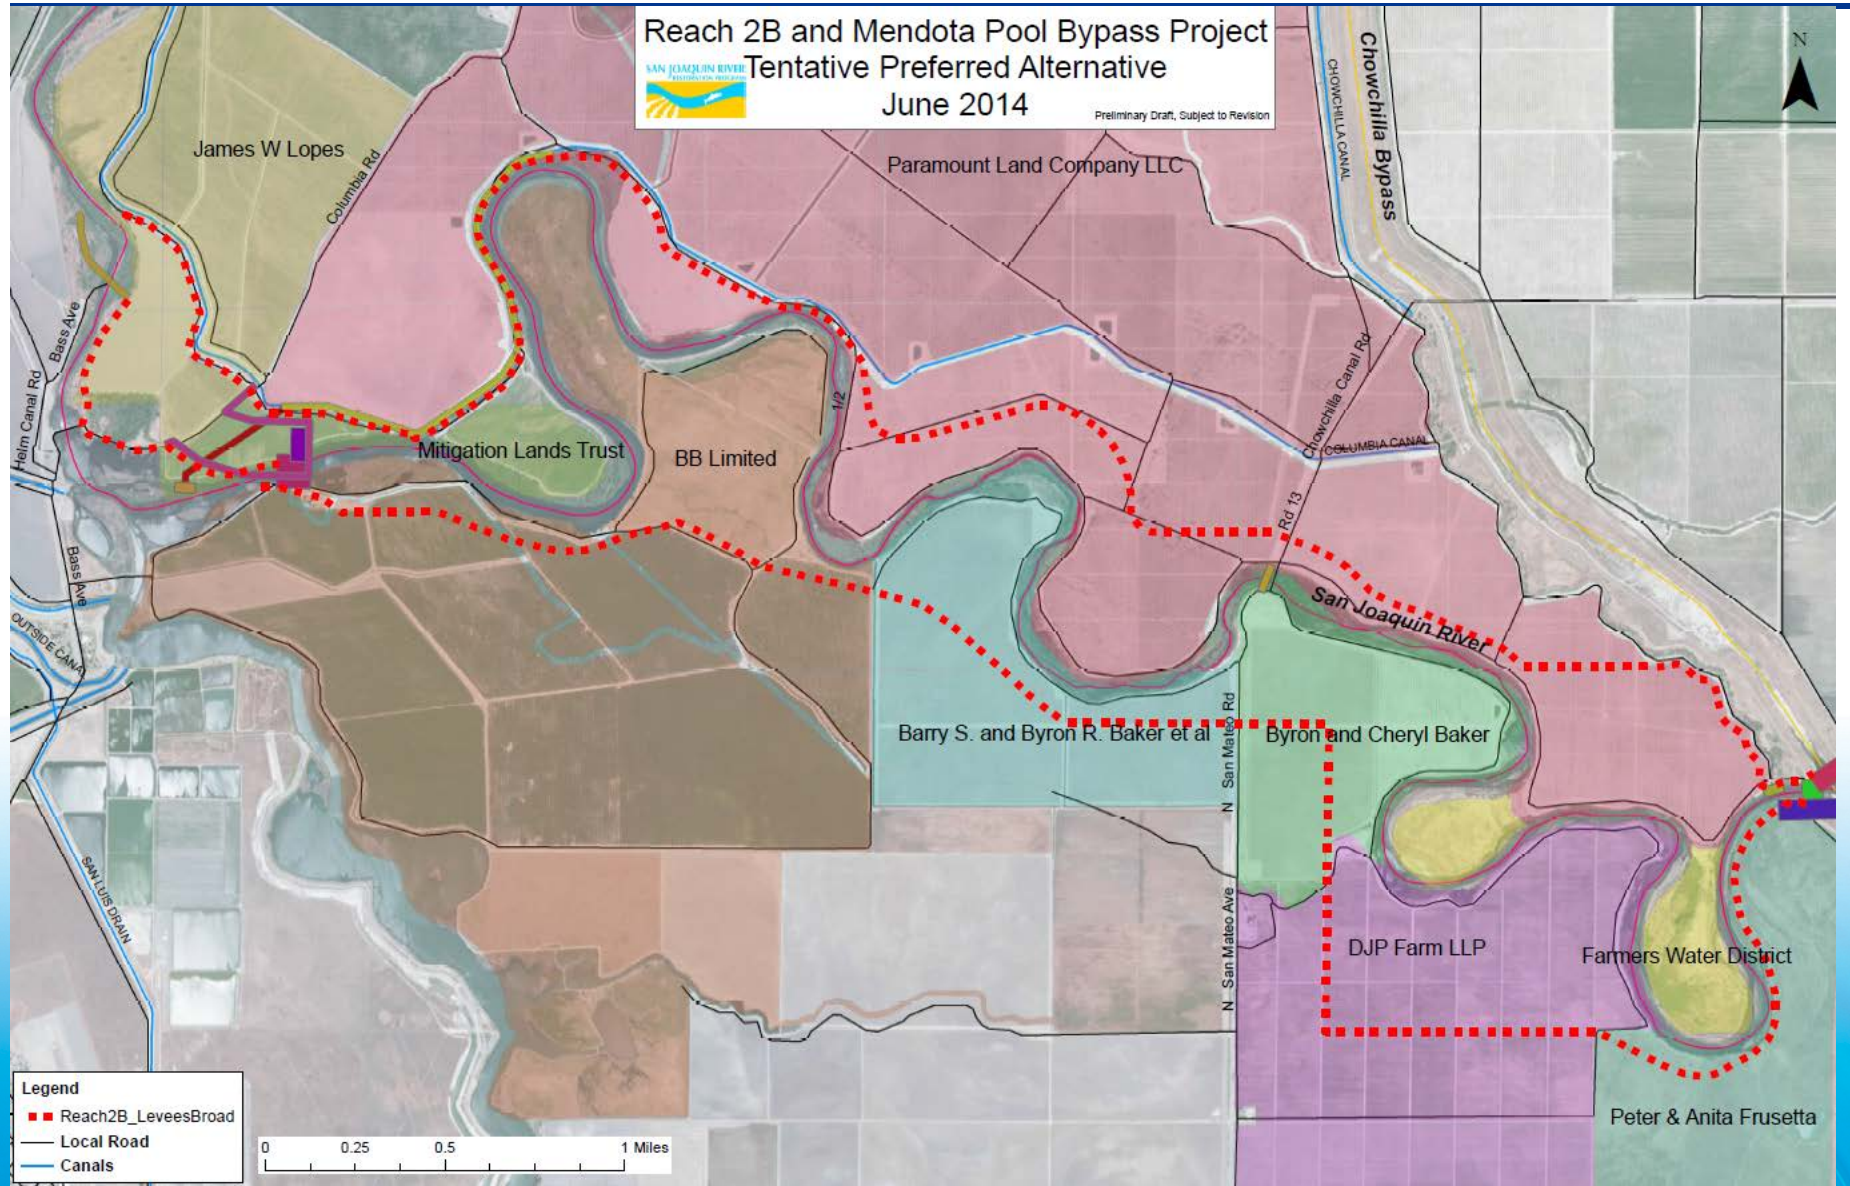 Reach 2B and Mendota Pool Bypass Project
Tentative Preferred Alternative
June 2014
SAN JOAQUIN RIVER
RESTORATION PROGRAM
Preliminary Draft, Subject to Revision
N
CHOWCHILLA CANAL
Chowchilla Bypass
James W Lopes
Columbia Rd
Paramount Land Company LLC
Bass Ave
Helm Canal Rd
Chowchilla Canal Rd
1/2
COLUMBIA CANAL
Mitigation Lands Trust
BB Limited
Rd 13
Bass Ave
San Joaquin River
OUTSIDE CANAL
Barry S. and Byron R. Baker et al
N San Mateo Rd
Byron and Cheryl Baker
SAN LUIS DRAIN
N San Mateo Ave
DJP Farm LLP
Farmers Water District
Peter & Anita Frusetta
Legend
Reach2B_LeveesBroad
Local Road
Canals
0 0.25 0.5 1 Miles